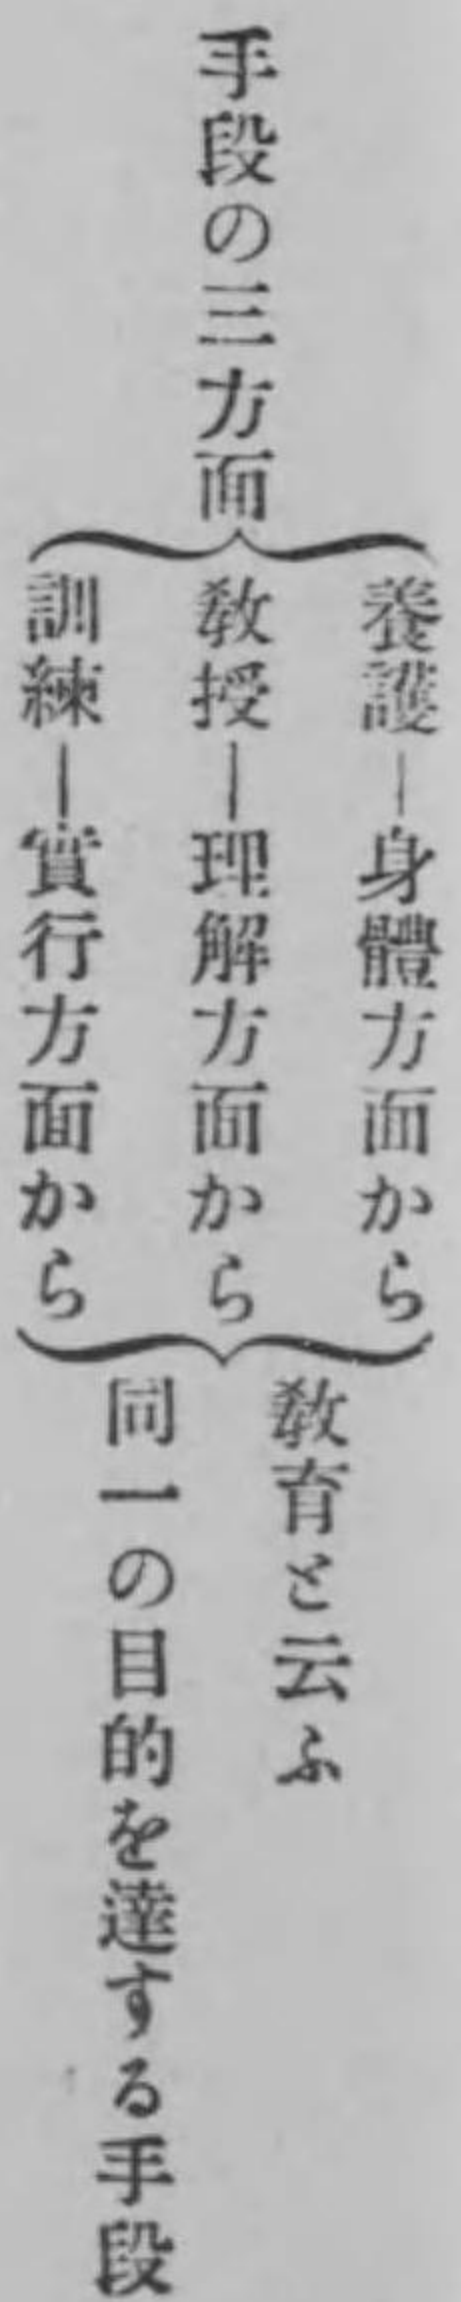 手段の三方面
養護―身體方面から
敎授―理解方面から
訓練―實行方面から
敎育と云ふ
同一の目的を達する手段